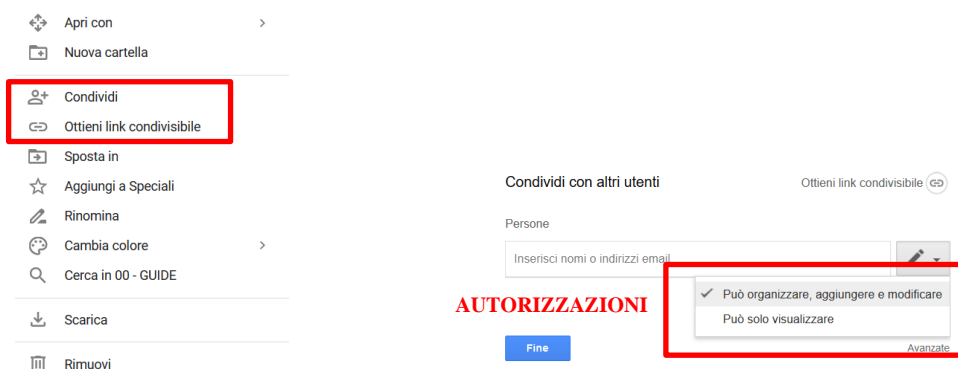 Apri con
Nuova cartella
Condividi
Ottieni link condivisibile
Sposta in
Aggiungi a Speciali
Rinomina
Cambia colore
Cerca in 00 - GUIDE
Scarica
Rimuovi
Condividi con altri utenti
Ottieni link condivisibile
Persone
Inserisci nomi o indirizzi email
Può organizzare, aggiungere e modificare
Può solo visualizzare
AUTORIZZAZIONI
Fine
Avanzate